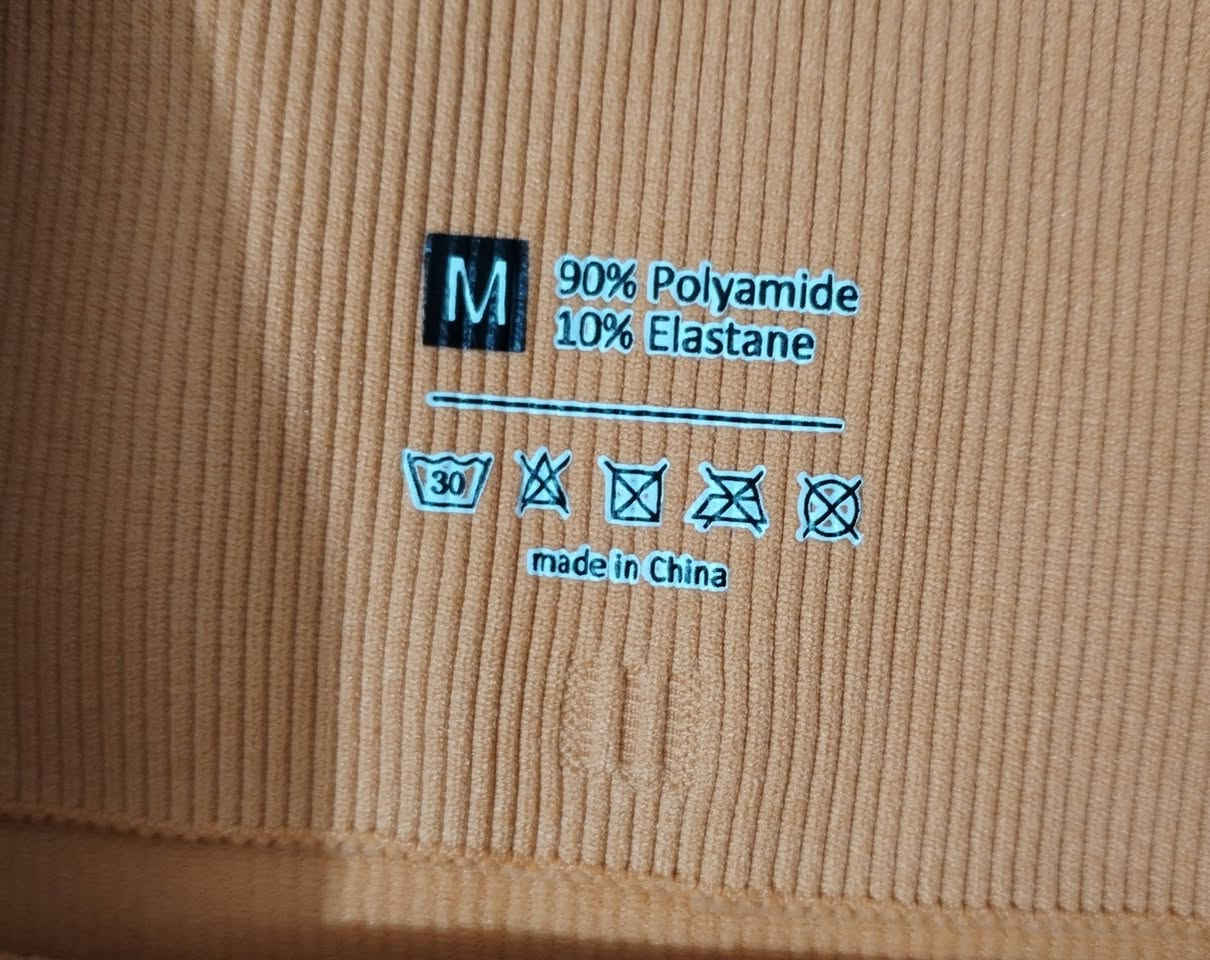 M
90% Polyamide
10% Elastane
30
made in China